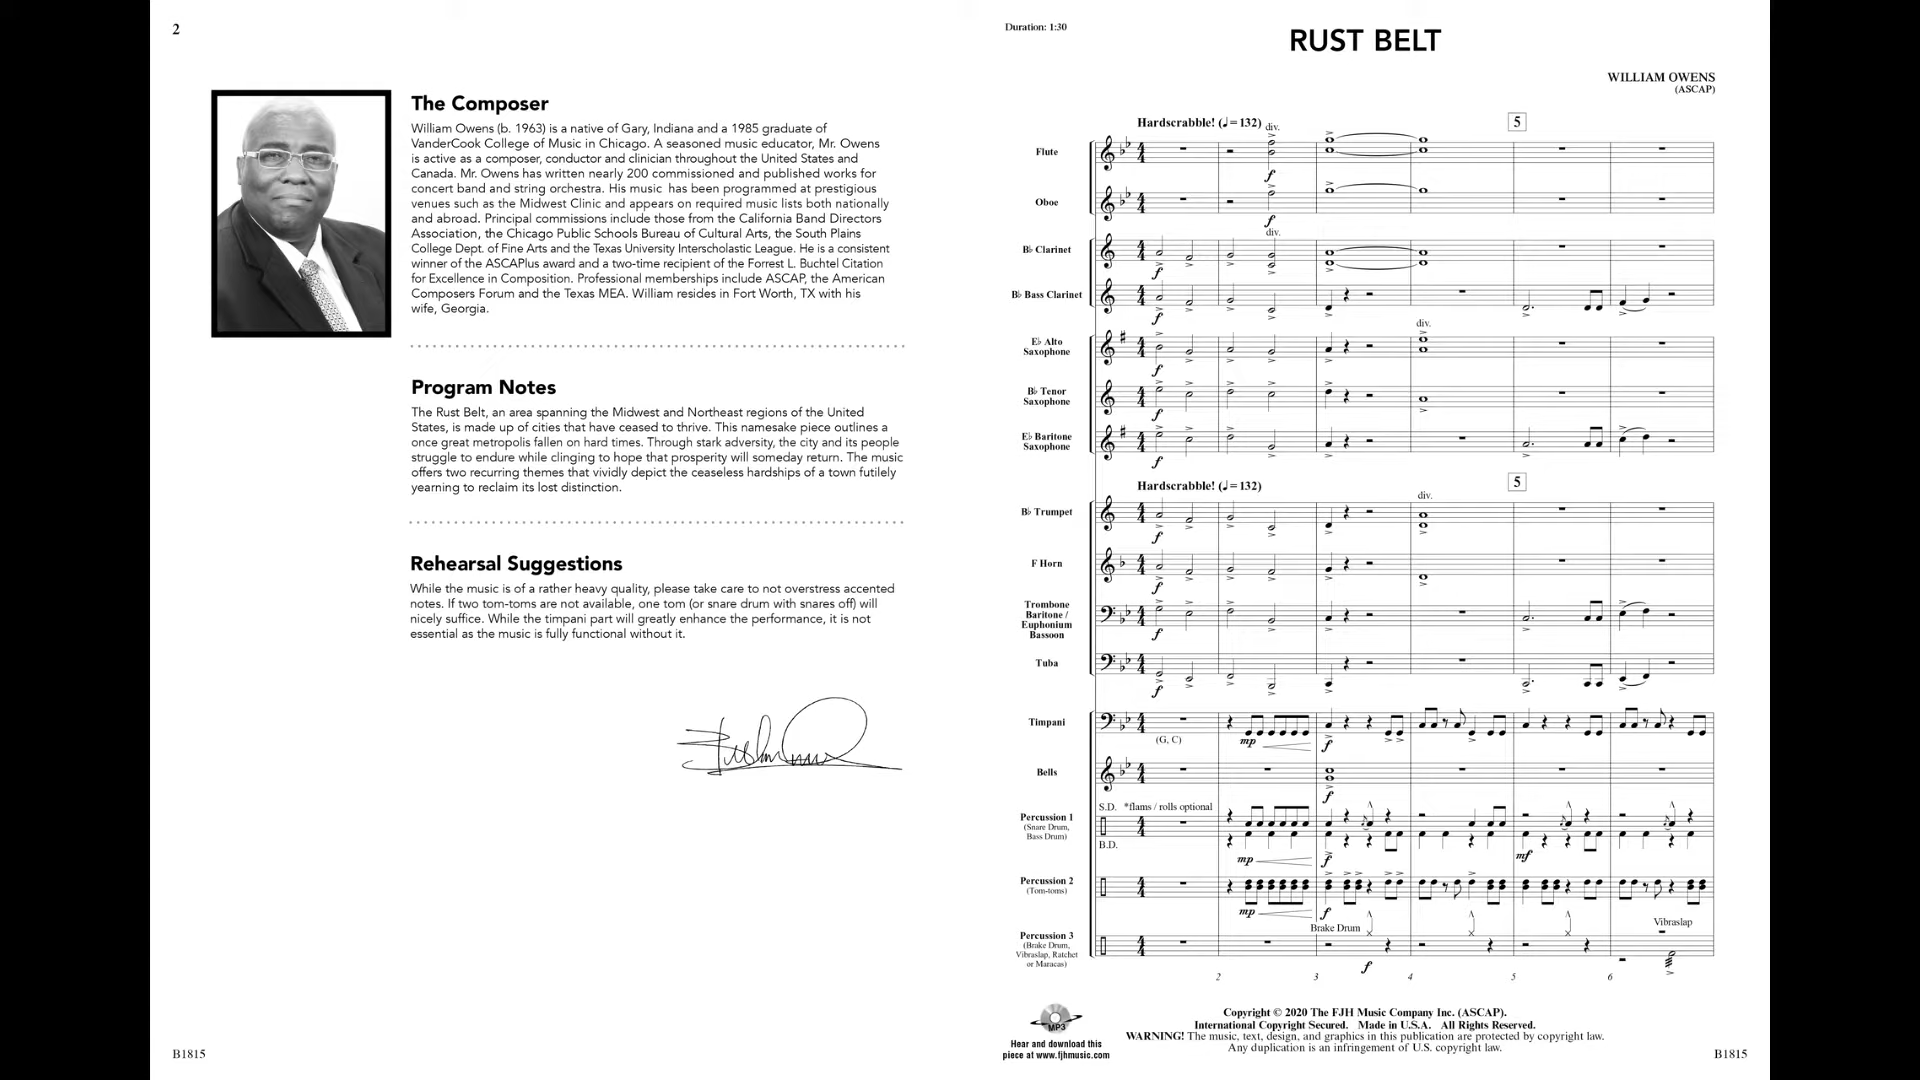 2
The Composer
William Owens (b. 1963) is a native of Gary, Indiana and a 1985 graduate of
VanderCook College of Music in Chicago. A seasoned music educator, Mr. Owens
is active as a composer, conductor and clinician throughout the United States and
Canada. Mr. Owens has written nearly 200 commissioned and published works for
concert band and string orchestra. His music has been programmed at prestigious
venues such as the Midwest Clinic and appears on required music lists both nationally
and abroad. Principal commissions include those from the California Band Directors
Association, the Chicago Public Schools Bureau of Cultural Arts, the South Plains
College Dept. of Fine Arts and the Texas University Interscholastic League. He is a consistent
winner of the ASCAPlus award and a two-time recipient of the Forrest L. Buchtel Citation
for Excellence in Composition. Professional memberships include ASCAP, the American
Composers Forum and the Texas MEA. William resides in Fort Worth, TX with his
wife, Georgia.
Program Notes
The Rust Belt, an area spanning the Midwest and Northeast regions of the United
States, is made up of cities that have ceased to thrive. This namesake piece outlines a
once great metropolis fallen on hard times. Through stark adversity, the city and its people
struggle to endure while clinging to hope that prosperity will someday return. The music
offers two recurring themes that vividly depict the ceaseless hardships of a town futilely
yearning to reclaim its lost distinction.
Rehearsal Suggestions
While the music is of a rather heavy quality, please take care to not overstress accented
notes. If two tom-toms are not available, one tom (or snare drum with snares off) will
nicely suffice. While the timpani part will greatly enhance the performance, it is not
essential as the music is fully functional without it.
B1815
Duration: 1:30
RUST BELT
WILLIAM OWENS
(ASCAP)
Hardscrabble! (♩=132)
div.
5
Flute
f
Oboe
f
div.
B♭ Clarinet
f
B♭ Bass Clarinet
f
div.
E♭ Alto
Saxophone
f
B♭ Tenor
Saxophone
f
E♭ Baritone
Saxophone
f
Hardscrabble! (♩=132)
5
div.
B♭ Trumpet
f
F Horn
f
Trombone
Baritone /
Euphonium
Bassoon
f
Tuba
f
Timpani
(G, C)
mp
f
Bells
f
S.D. *flams / rolls optional
Percussion 1
(Snare Drum,
Bass Drum)
B.D.
mp
f
mf
Percussion 2
(Tom-toms)
mp
f
Brake Drum
Vibraslap
Percussion 3
(Brake Drum,
Vibraslap, Ratchet
or Maracas)
f
2 3 4 5 6
MP3
Hear and download this
piece at www.fjhmusic.com
Copyright © 2020 The FJH Music Company Inc. (ASCAP).
International Copyright Secured. Made in U.S.A. All Rights Reserved.
WARNING! The music, text, design, and graphics in this publication are protected by copyright law.
Any duplication is an infringement of U.S. copyright law.
B1815